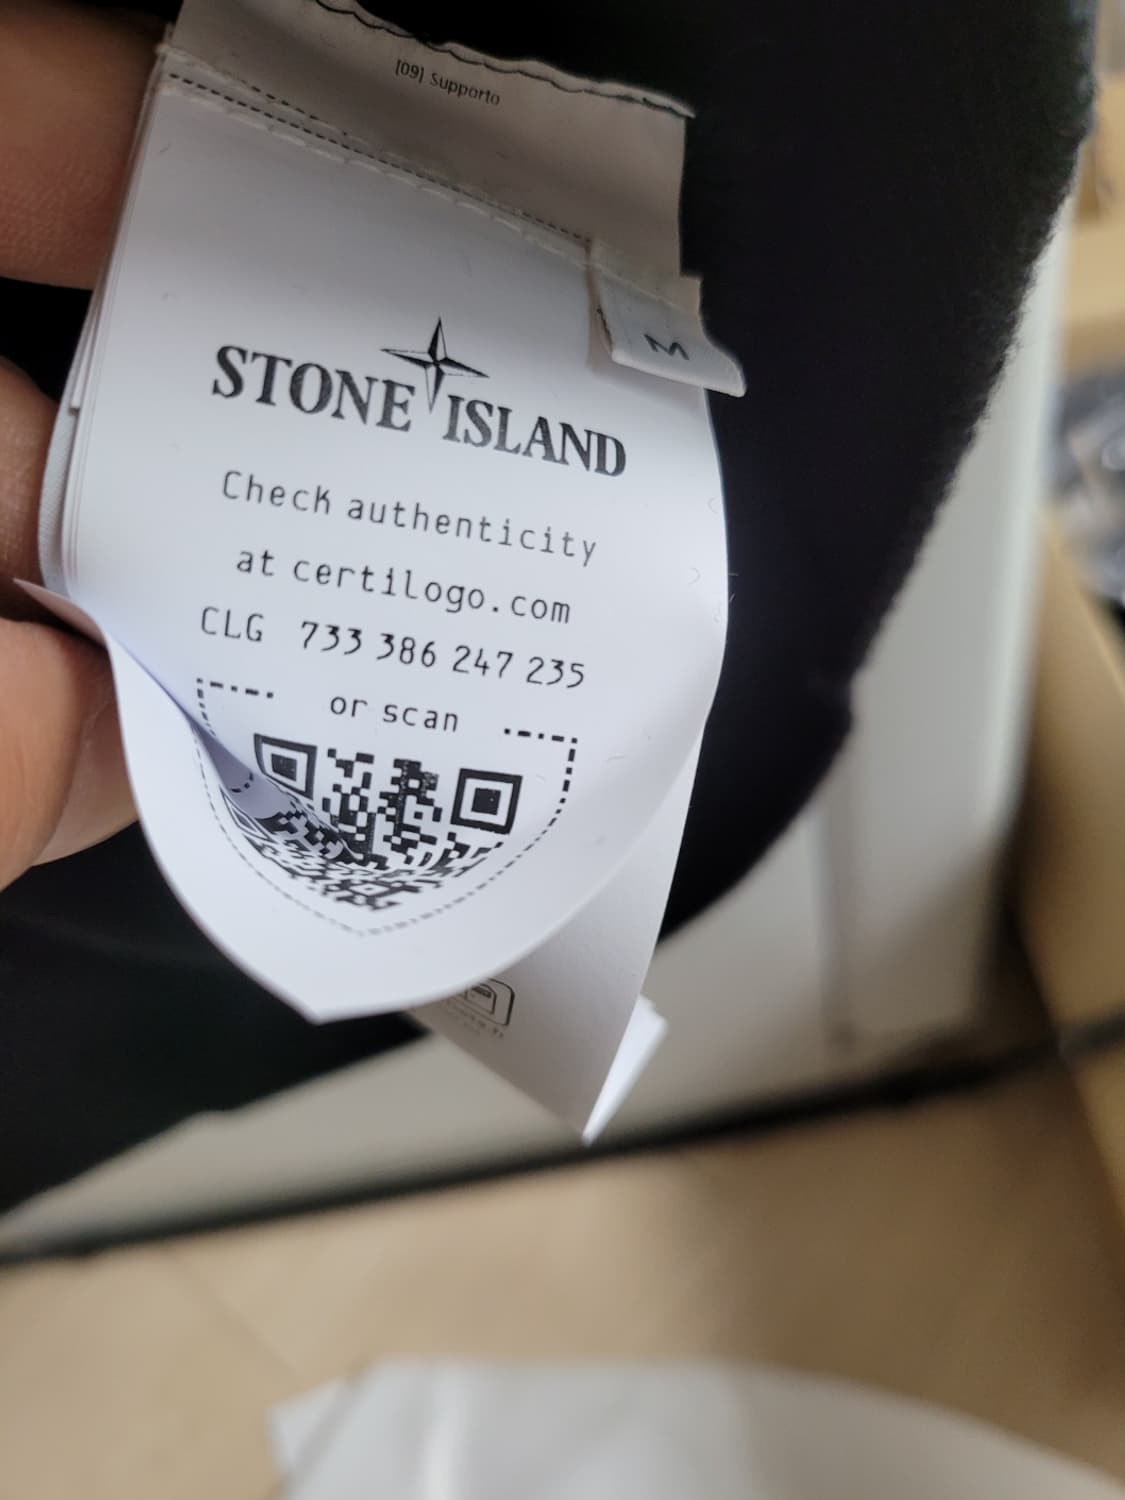 [09] Supporto
M
STONE ISLAND
Check authenticity
at certilogo.com
CLG 733 386 247 235
or scan